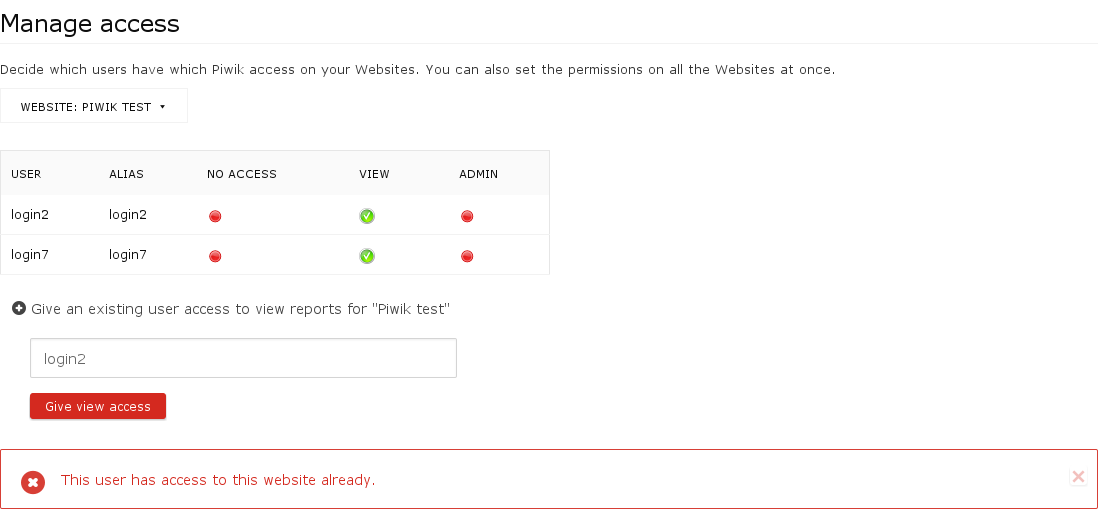 Manage access
Decide which users have which Piwik access on your Websites. You can also set the permissions on all the Websites at once.
WEBSITE: PIWIK TEST
USER ALIAS NO ACCESS VIEW ADMIN
login2 login2
login7 login7
Give an existing user access to view reports for "Piwik test"
login2
Give view access
This user has access to this website already.